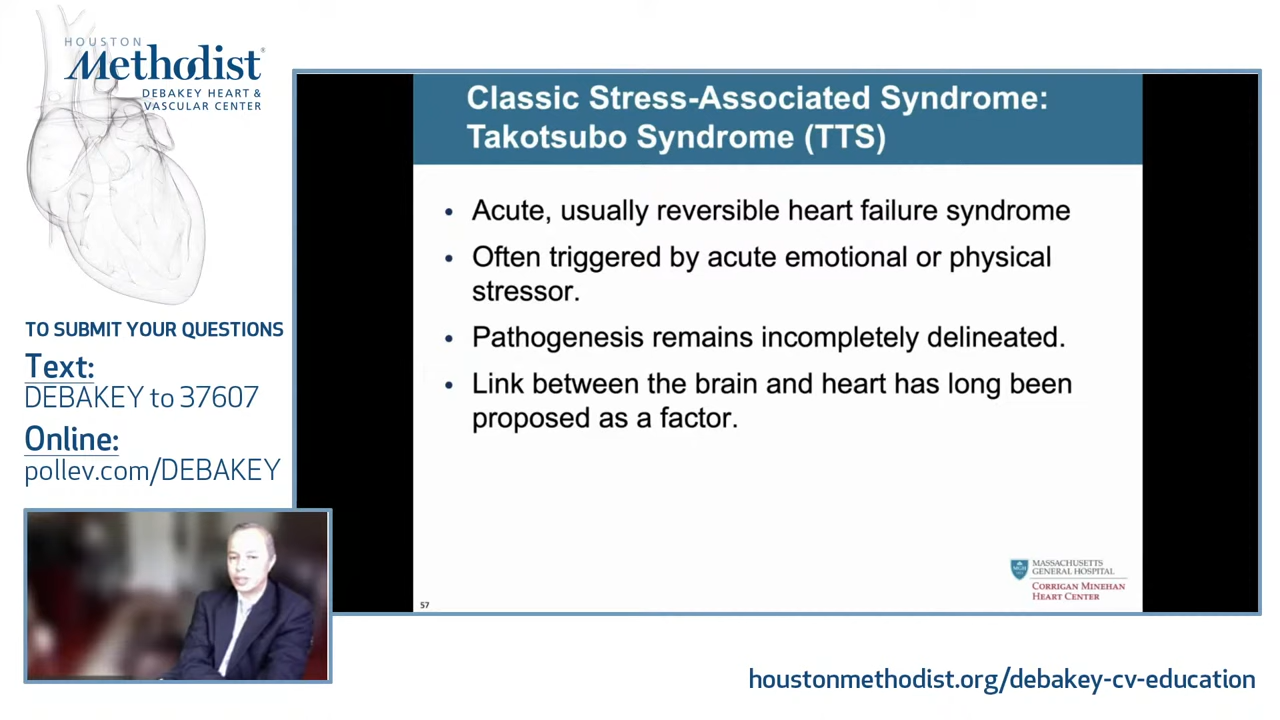 HOUSTON
Methodist
DEBAKEY HEART &
VASCULAR CENTER
TO SUBMIT YOUR QUESTIONS
Text:
DEBAKEY to 37607
Online:
pollev.com/DEBAKEY
Classic Stress-Associated Syndrome:
Takotsubo Syndrome (TTS)
• Acute, usually reversible heart failure syndrome
• Often triggered by acute emotional or physical
stressor.
• Pathogenesis remains incompletely delineated.
• Link between the brain and heart has long been
proposed as a factor.
MGH
MASSACHUSETTS
GENERAL HOSPITAL
CORRIGAN MINEHAN
HEART CENTER
57
houstonmethodist.org/debakey-cv-education